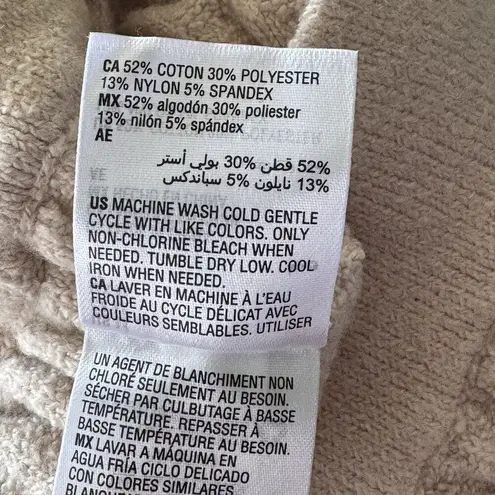 CA 52% COTTON 30% POLYESTER
13% NYLON 5% SPANDEX
MX 52% algodón 30% poliester
13% nilón 5% spándex
AE
52% قطن 30% بولي أستر
13% نايلون 5% سباندكس
US MACHINE WASH COLD GENTLE
CYCLE WITH LIKE COLORS. ONLY
NON-CHLORINE BLEACH WHEN
NEEDED. TUMBLE DRY LOW. COOL
IRON WHEN NEEDED.
CA LAVER EN MACHINE À L'EAU
FROIDE AU CYCLE DÉLICAT AVEC
COULEURS SEMBLABLES. UTILISER
UN AGENT DE BLANCHIMENT NON
CHLORÉ SEULEMENT AU BESOIN.
SÉCHER PAR CULBUTAGE À BASSE
TEMPÉRATURE. REPASSER À
BASSE TEMPÉRATURE AU BESOIN.
MX LAVAR A MÁQUINA EN
AGUA FRÍA CICLO DELICADO
CON COLORES SIMILARES.